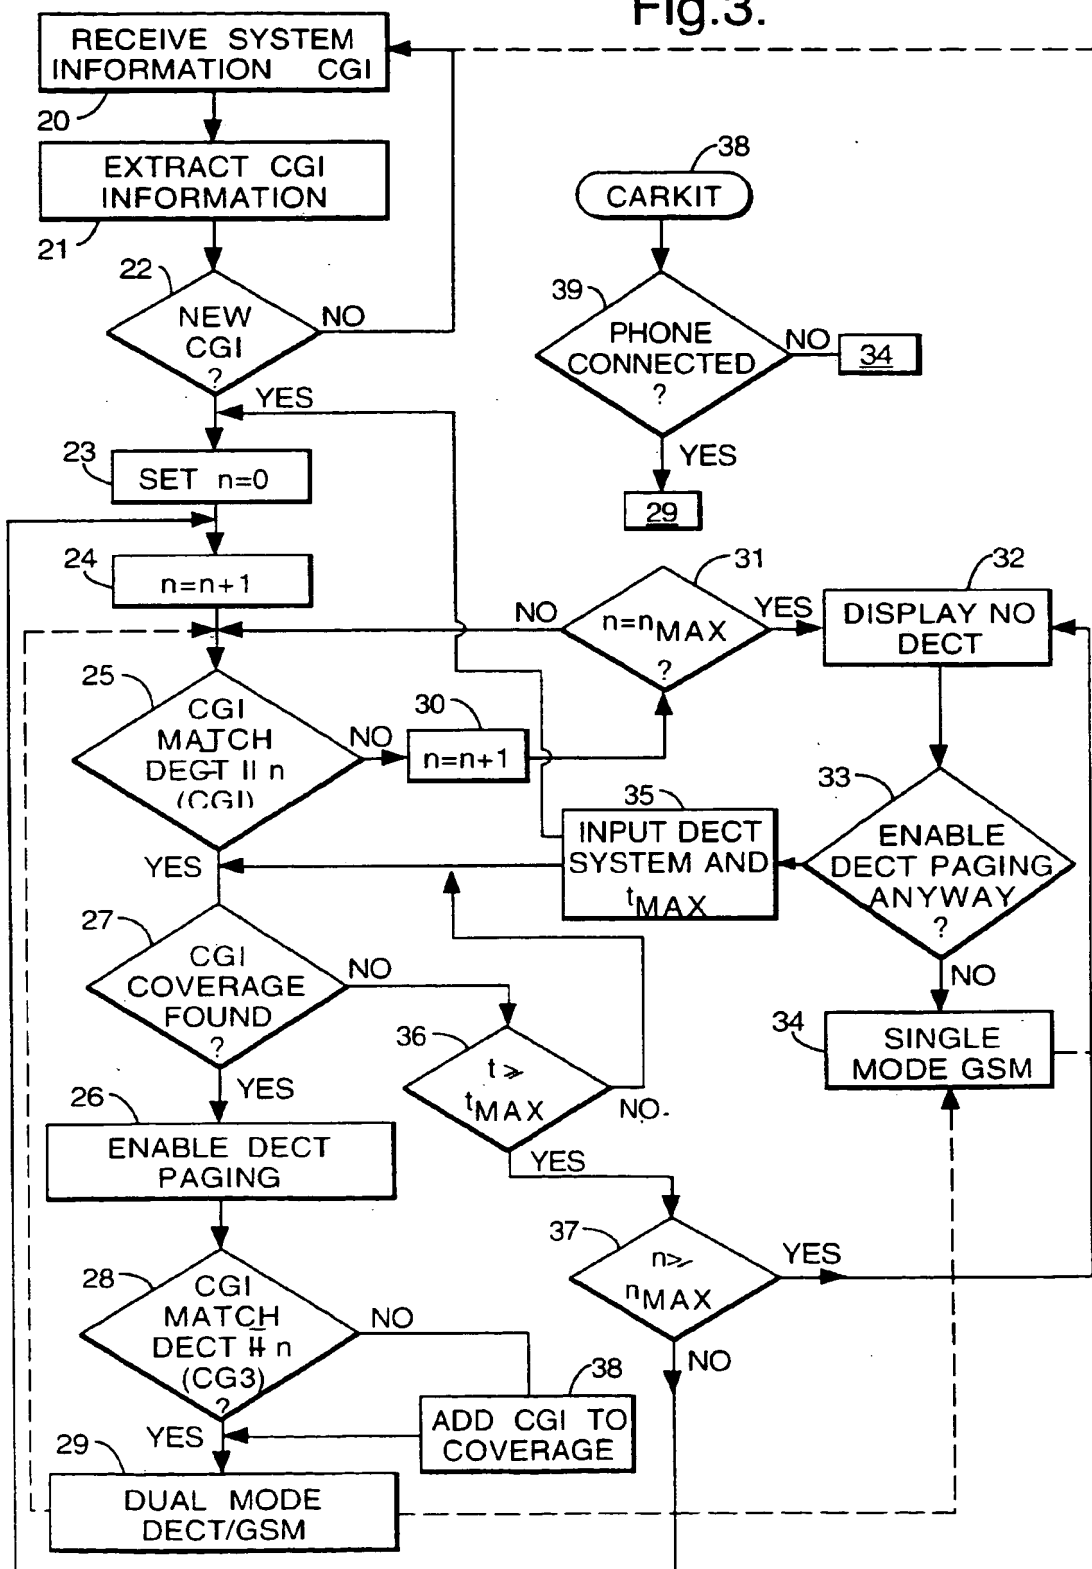 Fig.3.
RECEIVE SYSTEM
INFORMATION CGI
20
EXTRACT CGI
INFORMATION
21
22
NEW
CGI
?
NO
YES
23
SET n=0
24
n=n+1
25
CGI
MATCH
DECT # n
(CGI)
NO
YES
30
n=n+1
31
n=nMAX
?
NO
YES
32
DISPLAY NO
DECT
33
ENABLE
DECT PAGING
ANYWAY
?
NO
34
SINGLE
MODE GSM
35
INPUT DECT
SYSTEM AND
tMAX
27
CGI
COVERAGE
FOUND
?
NO
YES
36
t ⩾
tMAX
NO
YES
37
n⩾
nMAX
YES
NO
26
ENABLE DECT
PAGING
28
CGI
MATCH
DECT # n
(CG3)
?
NO
YES
38
ADD CGI TO
COVERAGE
29
DUAL MODE
DECT/GSM
38
CARKIT
39
PHONE
CONNECTED
?
NO
34
YES
29